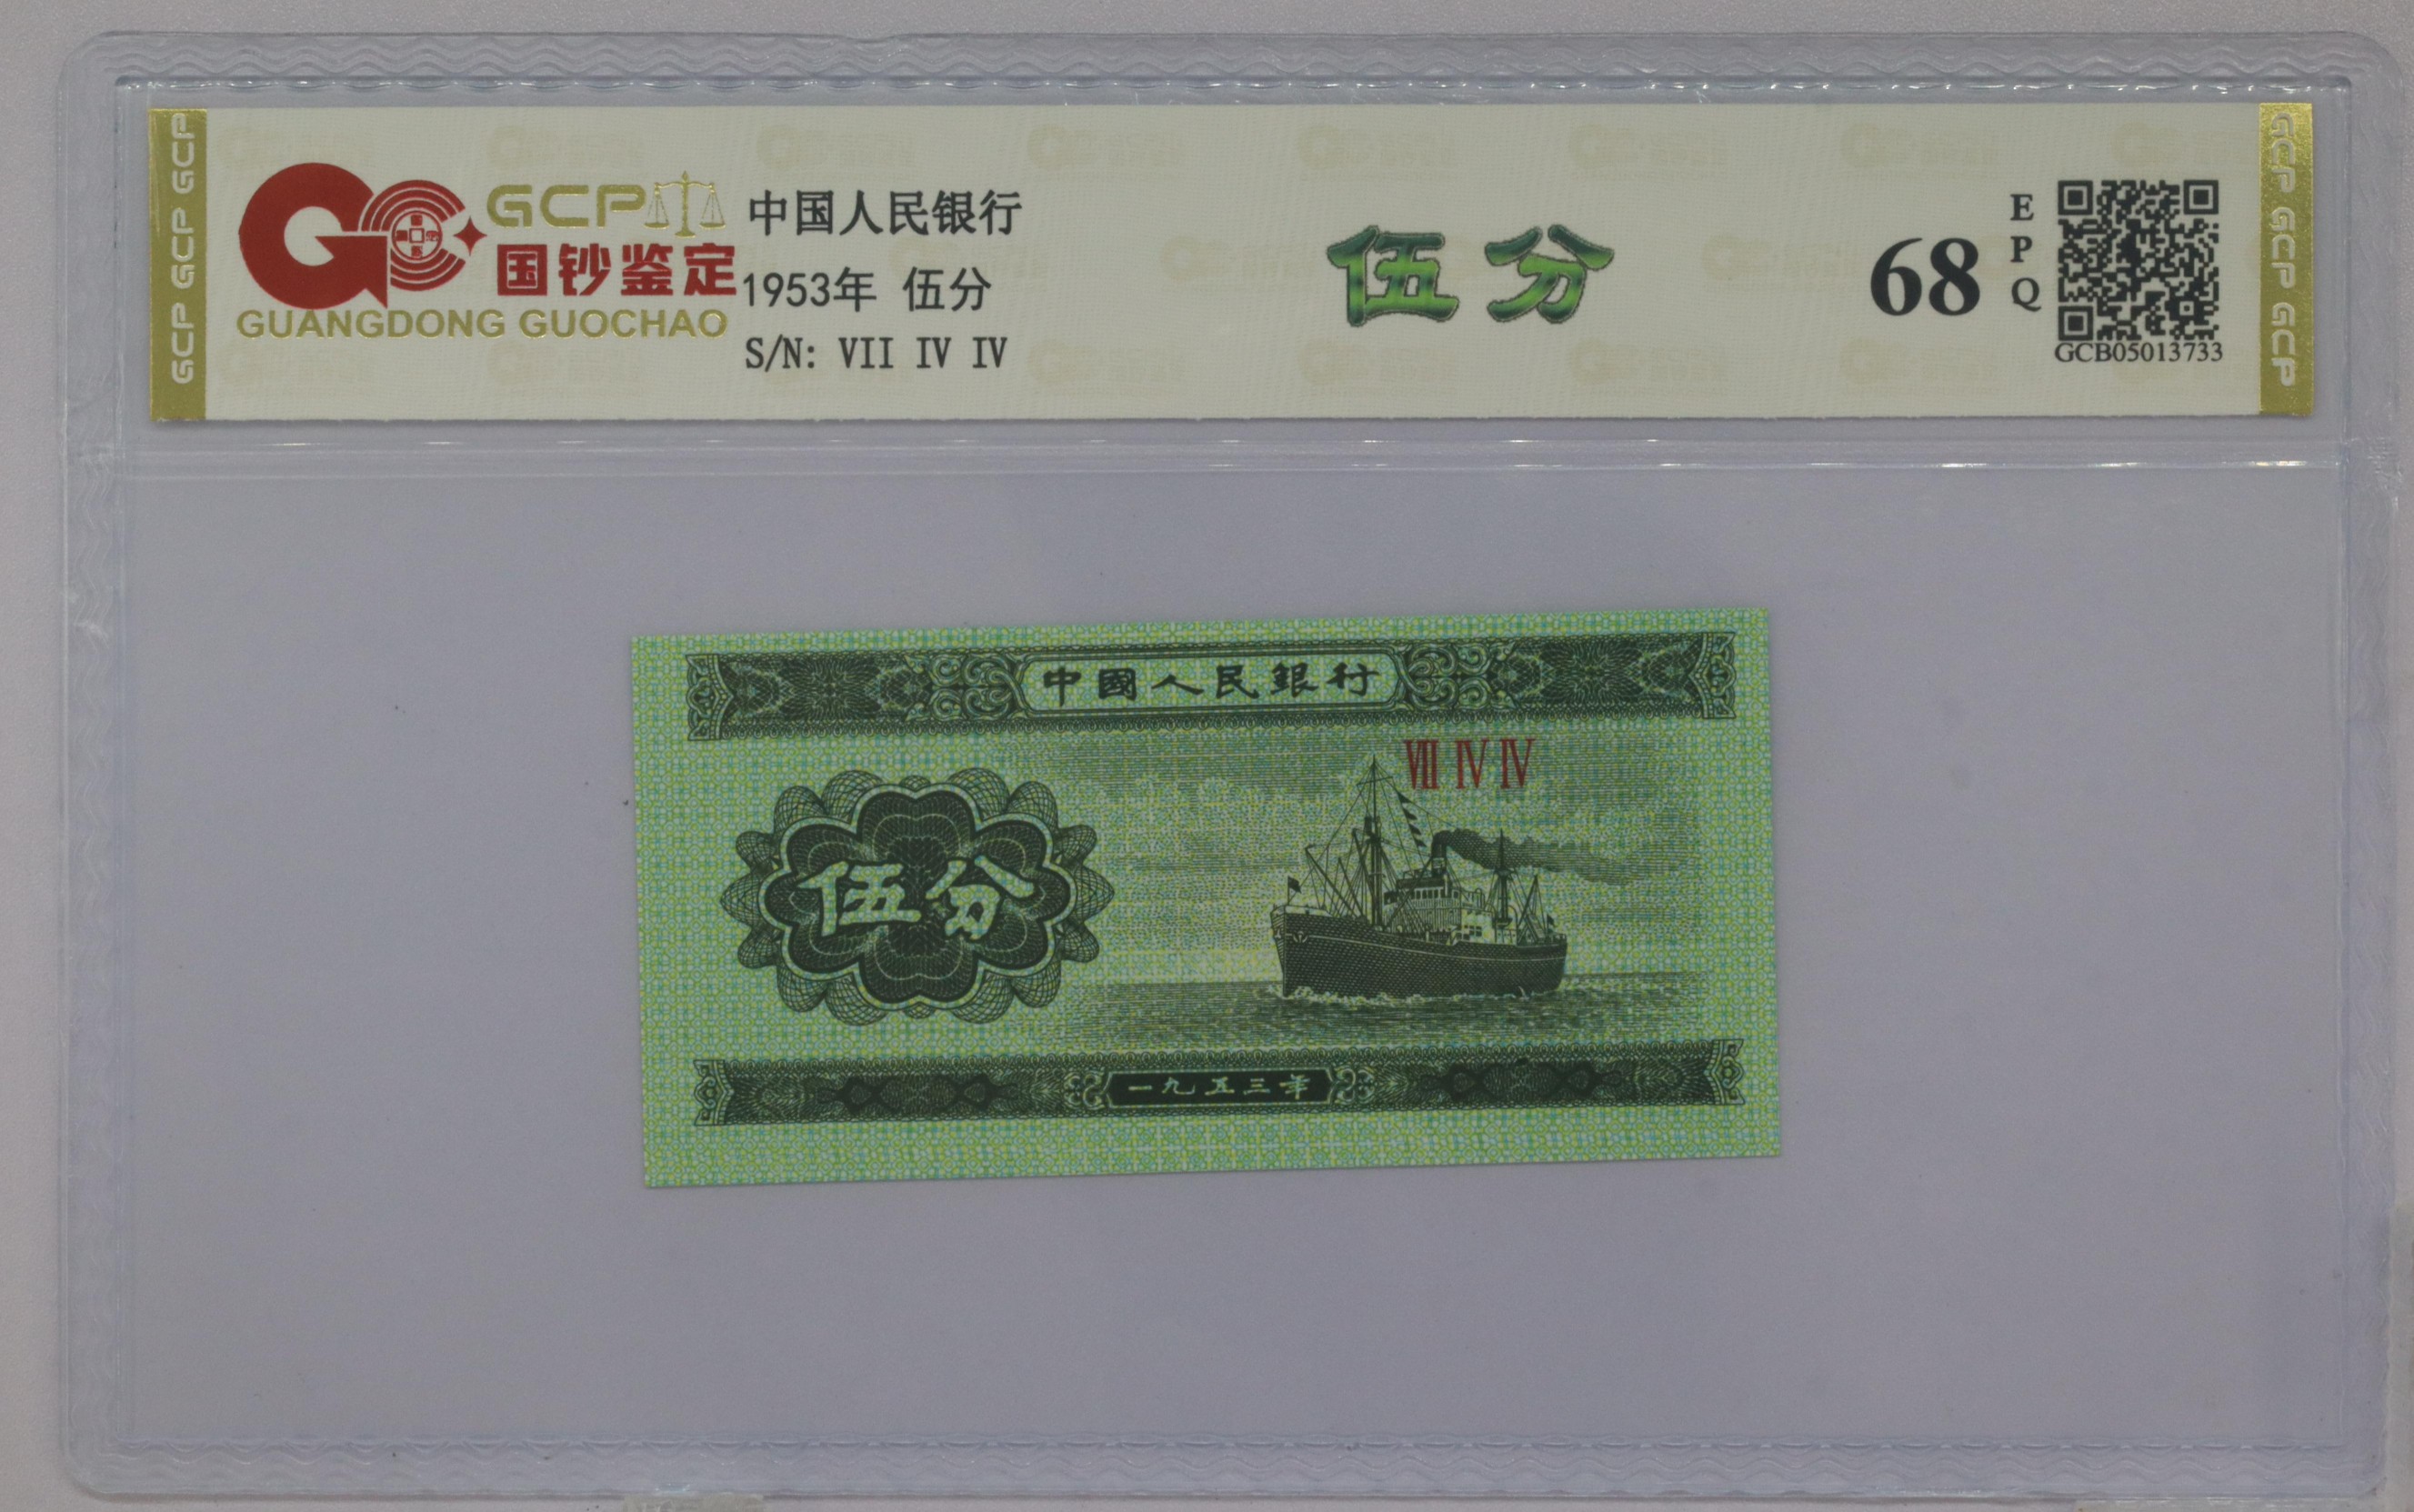 GCP GCP GCP
GCP
国钞鉴定
GUANGDONG GUOCHAO
中国人民银行
1953年 伍分
S/N: VII IV IV
伍分
68
EPQ
GCB05013733
GCP GCP GCP
中國人民銀行
VII IV IV
伍分
一九五三年